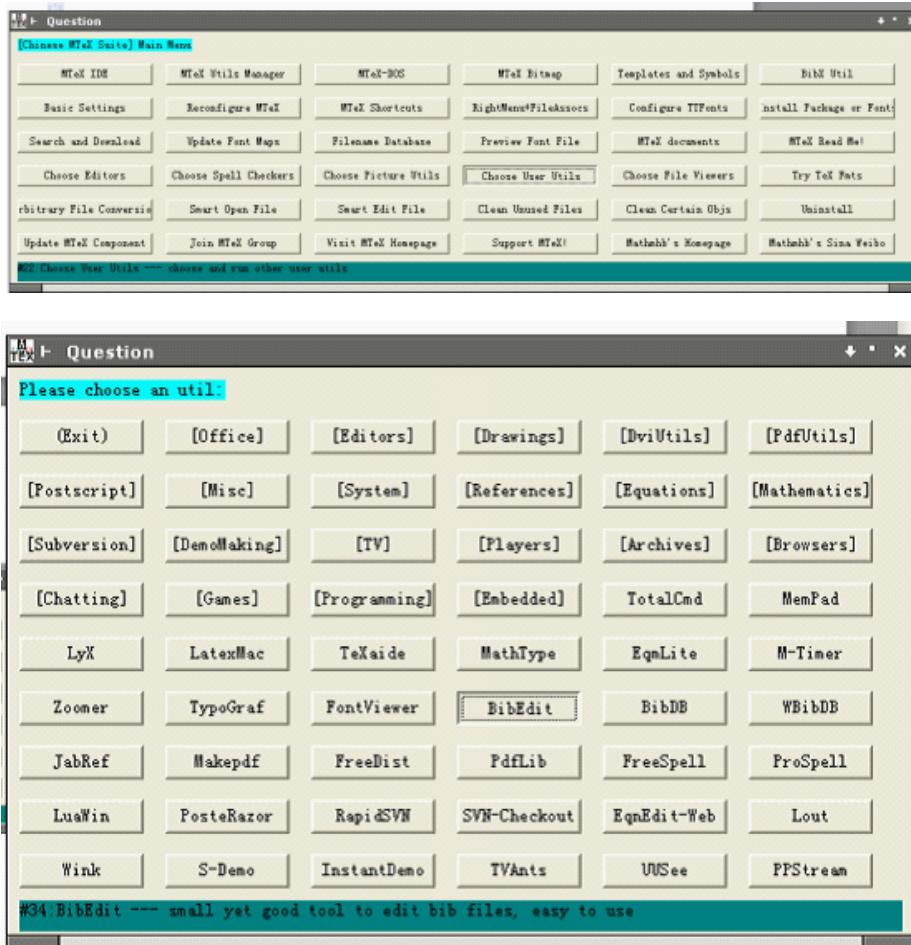 Question
[Chinese MTeX Suite] Main Menu
MTeX IDE MTeX Utils Manager MTeX-DOS MTeX Bitmap Templates and Symbols BibX Util
Basic Settings Reconfigure MTeX MTeX Shortcuts RightMenu+FileAssocs Configure TTFonts Install Package or Fonts
Search and Download Update Font Maps Filename Database Preview Font File MTeX documents MTeX Read Me!
Choose Editors Choose Spell Checkers Choose Picture Utils Choose User Utils Choose File Viewers Try TeX Fmts
rbitrary File Conversio Smart Open File Smart Edit File Clean Unused Files Clean Certain Objs Uninstall
Update MTeX Component Join MTeX Group Visit MTeX Homepage Support MTeX! Mathmhb's Homepage Mathmhb's Sina Weibo
#22:Choose User Utils --- choose and run other user utils
M
TEX
Question
Please choose an util:
(Exit) [Office] [Editors] [Drawings] [DviUtils] [PdfUtils]
[Postscript] [Misc] [System] [References] [Equations] [Mathematics]
[Subversion] [DemoMaking] [TV] [Players] [Archives] [Browsers]
[Chatting] [Games] [Programming] [Embedded] TotalCmd MemPad
LyX LatexMac TeXaide MathType EqnLite M-Timer
Zoomer TypoGraf FontViewer BibEdit BibDB WBibDB
JabRef Makepdf FreeDist PdfLib FreeSpell ProSpell
LuaWin PosteRazor RapidSVN SVN-Checkout EqnEdit-Web Lout
Wink S-Demo InstantDemo TVAnts UUSee PPStream
#34:BibEdit --- small yet good tool to edit bib files, easy to use